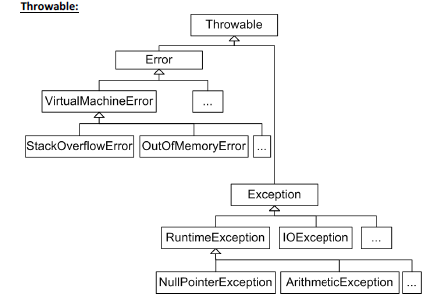 Throwable:
Throwable
Error
VirtualMachineError
...
StackOverflowError
OutOfMemoryError
...
Exception
RuntimeException
IOException
...
NullPointerException
ArithmeticException
...